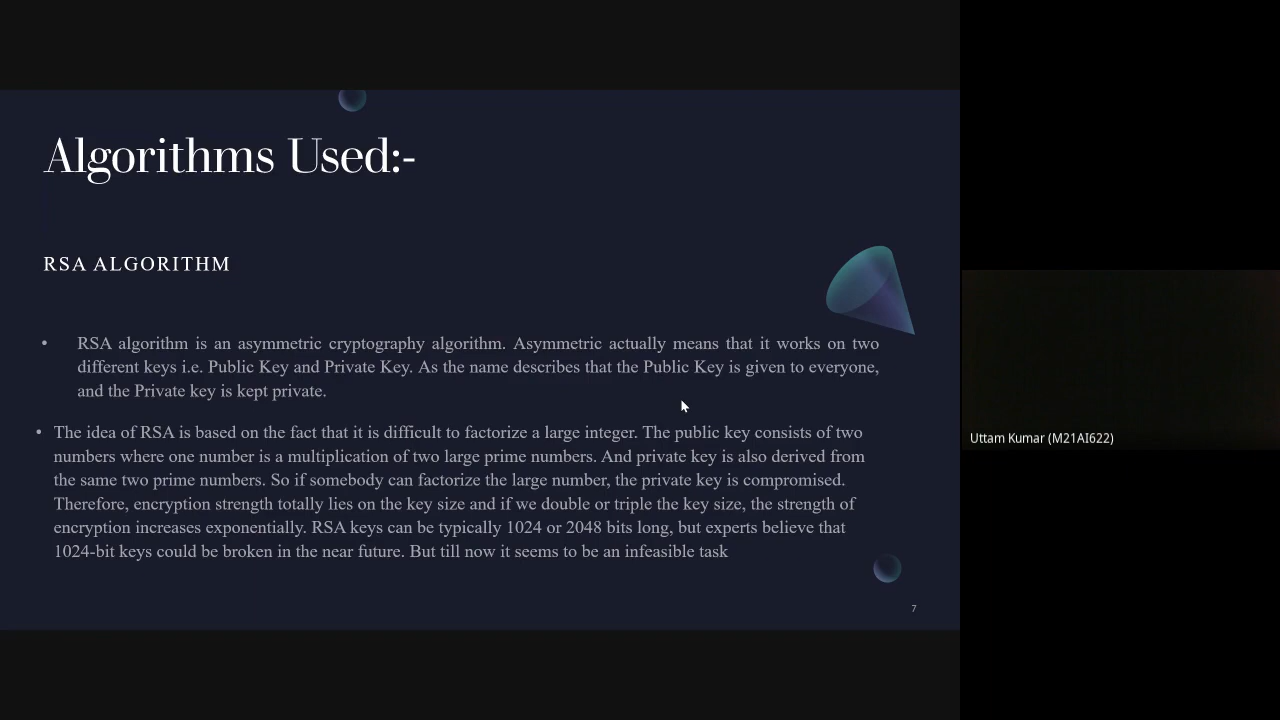 Algorithms Used:-
RSA ALGORITHM
• RSA algorithm is an asymmetric cryptography algorithm. Asymmetric actually means that it works on two
different keys i.e. Public Key and Private Key. As the name describes that the Public Key is given to everyone,
and the Private key is kept private.
• The idea of RSA is based on the fact that it is difficult to factorize a large integer. The public key consists of two
numbers where one number is a multiplication of two large prime numbers. And private key is also derived from
the same two prime numbers. So if somebody can factorize the large number, the private key is compromised.
Therefore, encryption strength totally lies on the key size and if we double or triple the key size, the strength of
encryption increases exponentially. RSA keys can be typically 1024 or 2048 bits long, but experts believe that
1024-bit keys could be broken in the near future. But till now it seems to be an infeasible task
7
Uttam Kumar (M21AI622)